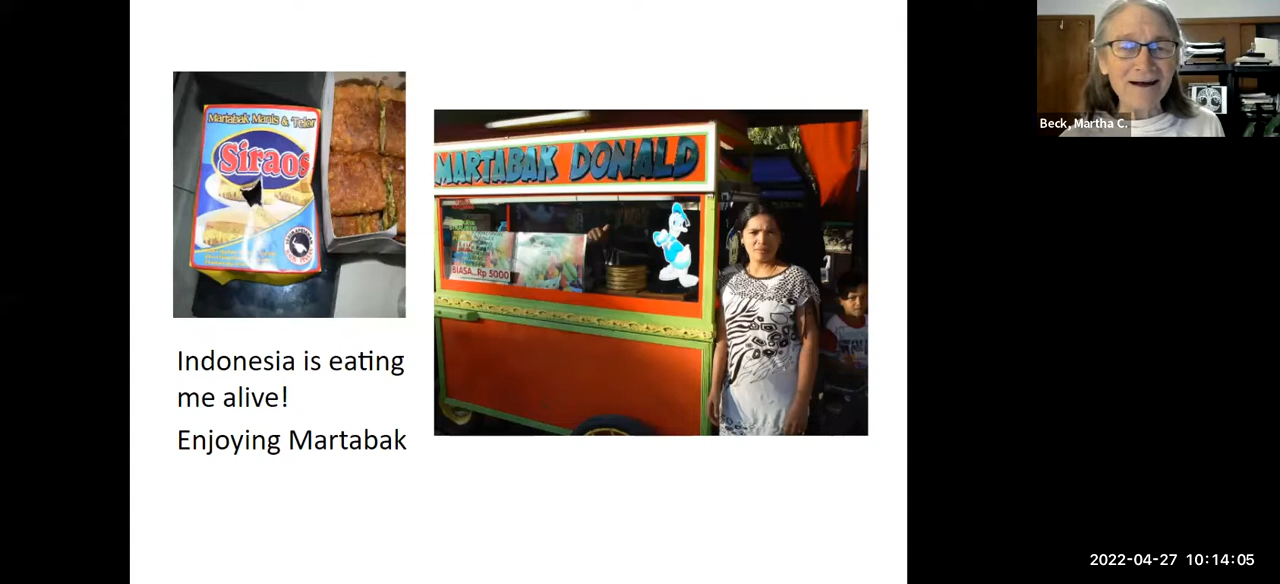 Martabak Manis & Telor
Siraos
MARTABAK DONALD
BIASA...Rp 5000
Indonesia is eating
me alive!
Enjoying Martabak
Beck, Martha C.
2022-04-27 10:14:05